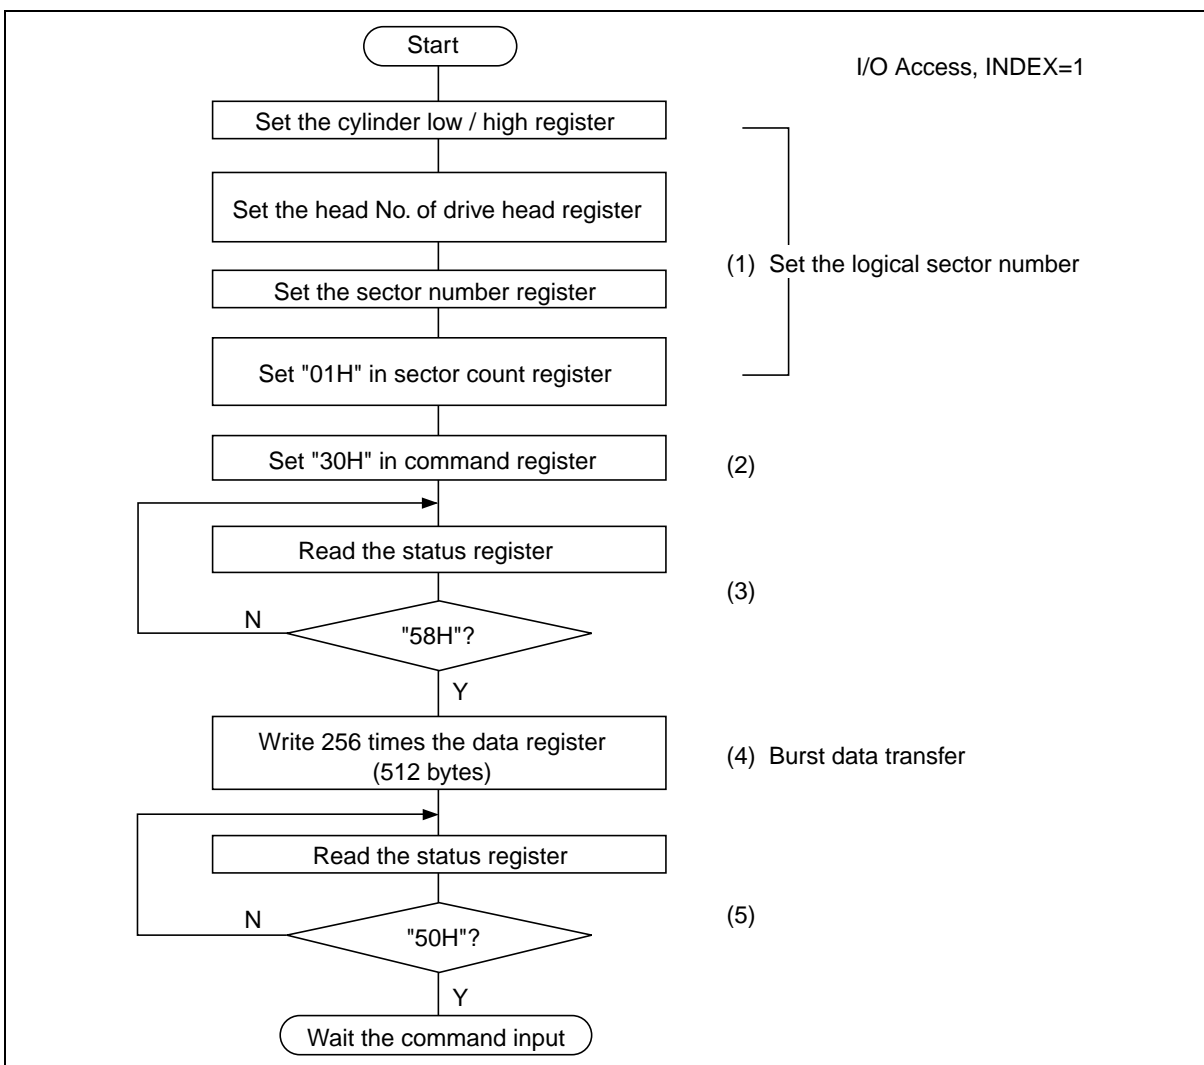 Start
I/O Access, INDEX=1
Set the cylinder low / high register
Set the head No. of drive head register
(1) Set the logical sector number
Set the sector number register
Set "01H" in sector count register
Set "30H" in command register
(2)
Read the status register
(3)
N
"58H"?
Y
Write 256 times the data register
(512 bytes)
(4) Burst data transfer
Read the status register
N
"50H"?
(5)
Y
Wait the command input